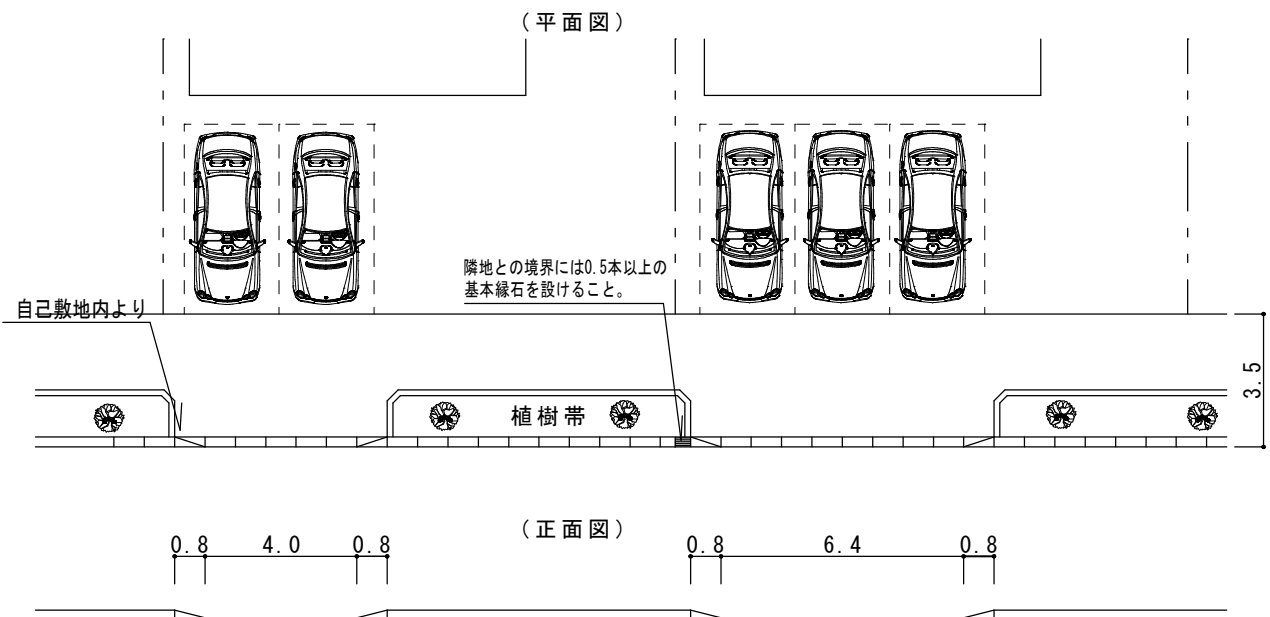 (平面図)
隣地との境界には0.5本以上の
基本縁石を設けること。
自己敷地内より
3.5
植樹帯
(正面図)
0.8 4.0 0.8 0.8 6.4 0.8